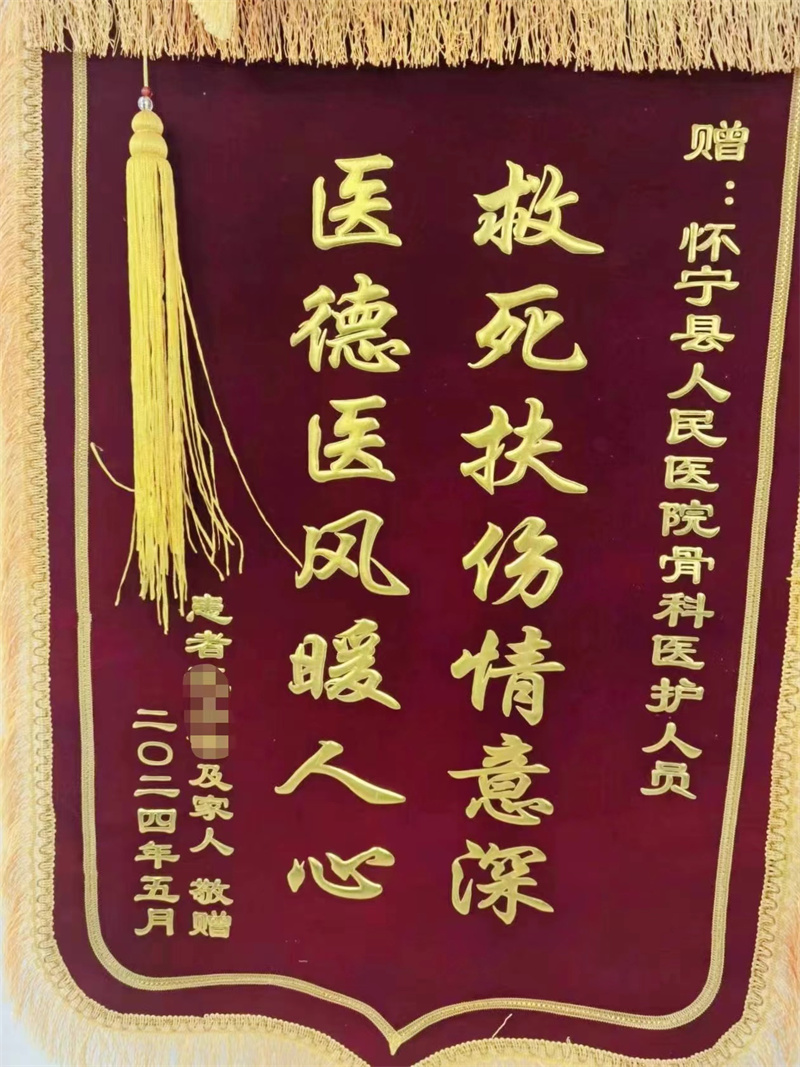 赠：怀宁县人民医院骨科医护人员
救死扶伤情意深
医德医风暖人心
患者及家人 敬赠
二〇二四年五月